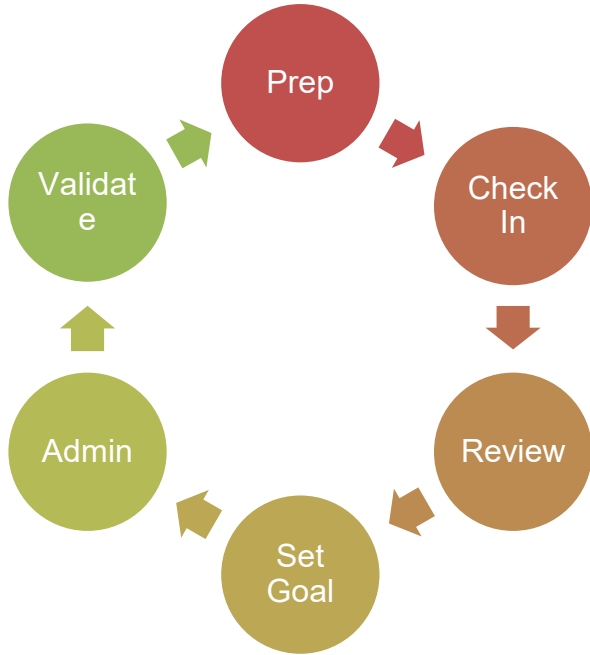 Prep
Check
In
Review
Set
Goal
Admin
Validat
e